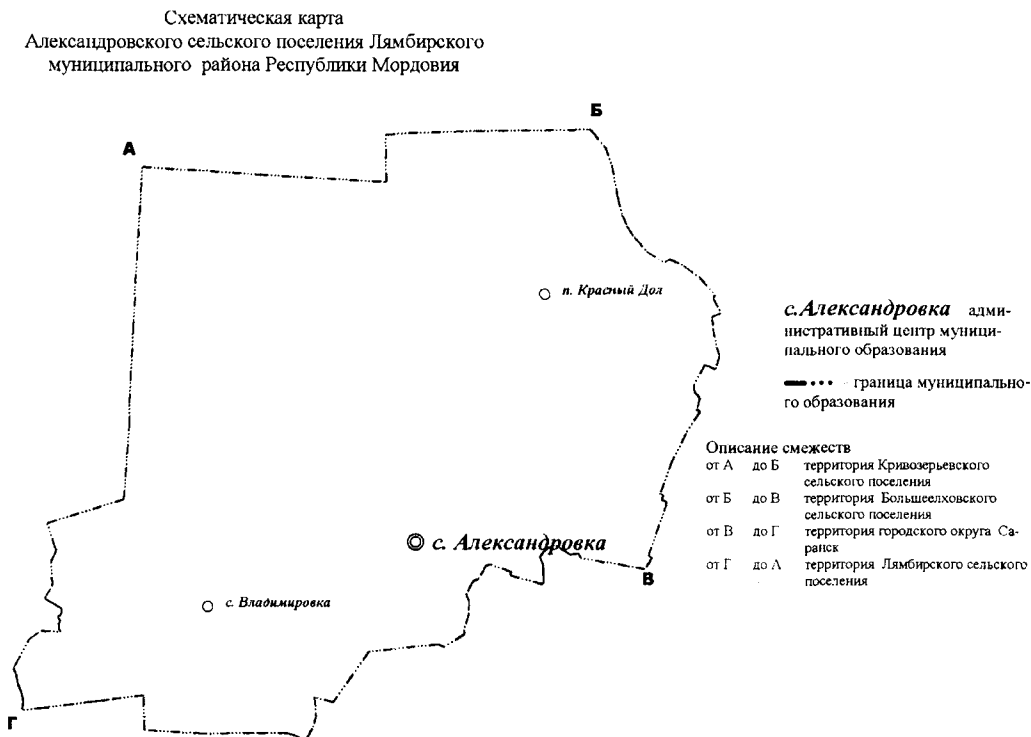 Схематическая карта
Александровского сельского поселения Лямбирского
муниципального района Республики Мордовия
Б
А
п. Красный Дол
с.Александровка адми-
нистративный центр муници-
пального образования
граница муниципально-
го образования
Описание смежеств
от А до Б территория Кривозерьевского
сельского поселения
от Б до В территория Большеелховского
сельского поселения
от В до Г территория городского округа Са-
ранск
от Г до А территория Лямбирского сельского
поселения
с. Александровка
В
с. Владимировка
Г